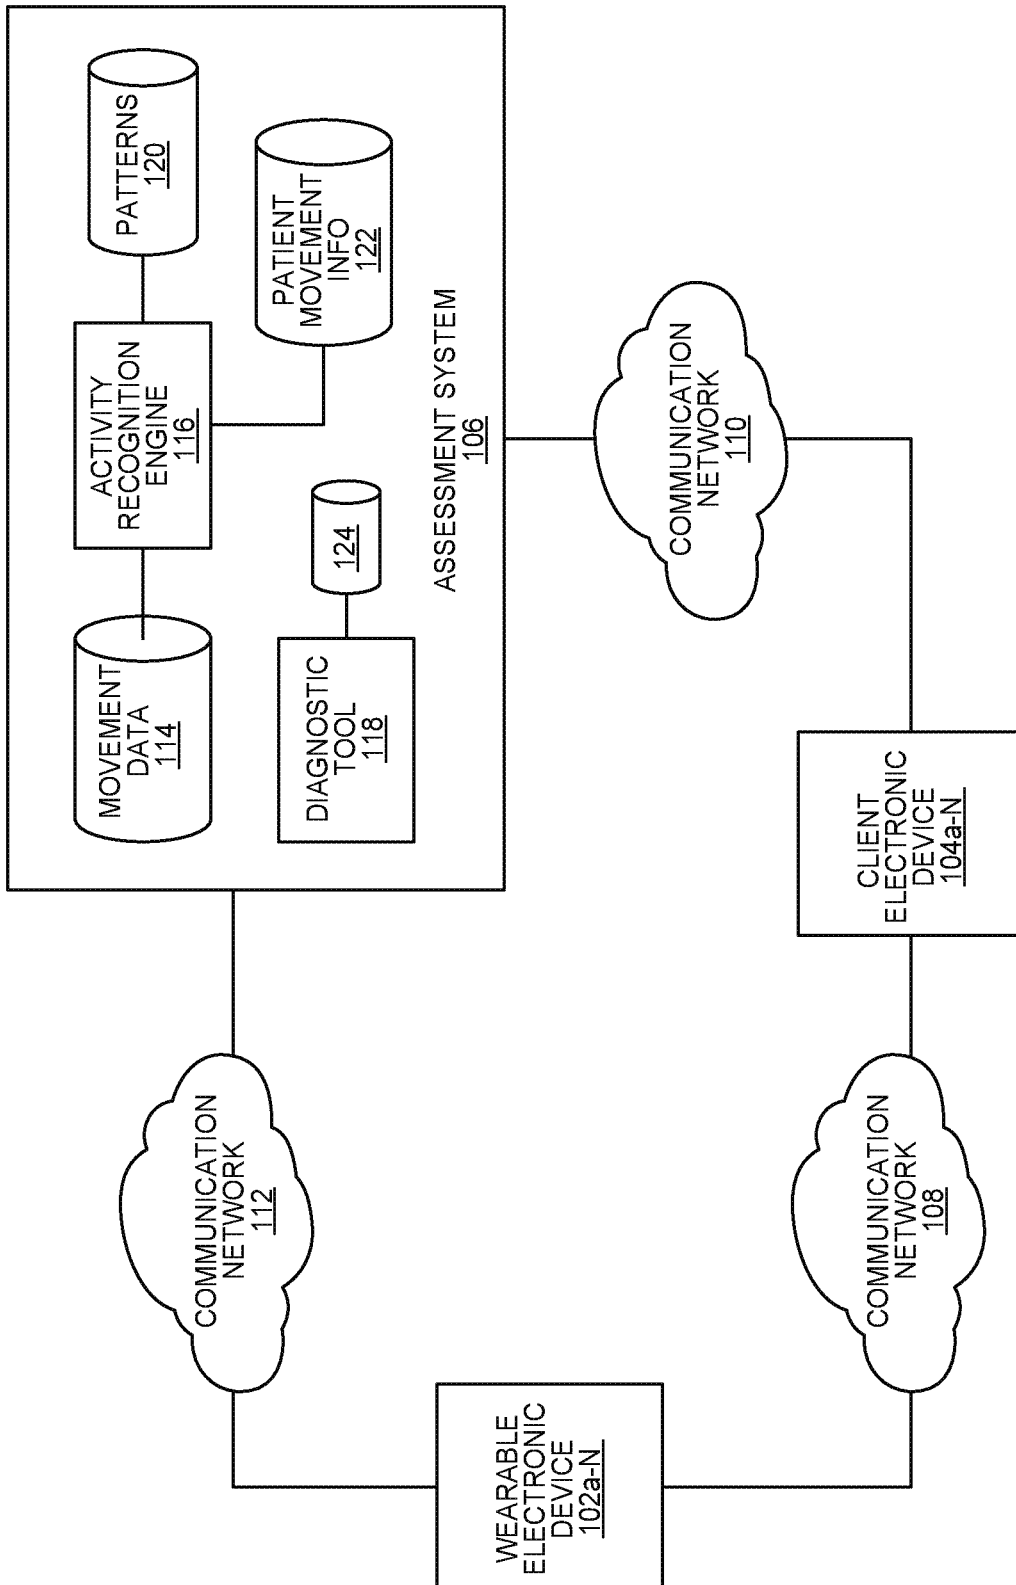 MOVEMENT
DATA
114
ACTIVITY
RECOGNITION
ENGINE
116
PATTERNS
120
DIAGNOSTIC
TOOL
118
124
PATIENT
MOVEMENT
INFO
122
ASSESSMENT SYSTEM
106
COMMUNICATION
NETWORK
112
COMMUNICATION
NETWORK
110
WEARABLE
ELECTRONIC
DEVICE
102a-N
COMMUNICATION
NETWORK
108
CLIENT
ELECTRONIC
DEVICE
104a-N